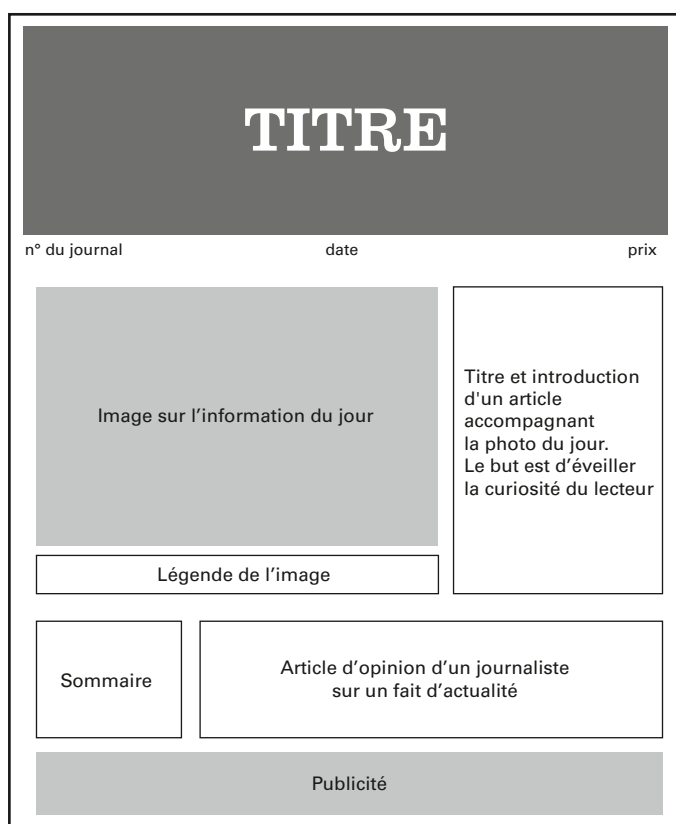 TITRE
n° du journal date prix
Image sur l’information du jour
Légende de l’image
Titre et introduction
d'un article
accompagnant
la photo du jour.
Le but est d’éveiller
la curiosité du lecteur
Sommaire
Article d’opinion d’un journaliste
sur un fait d’actualité
Publicité